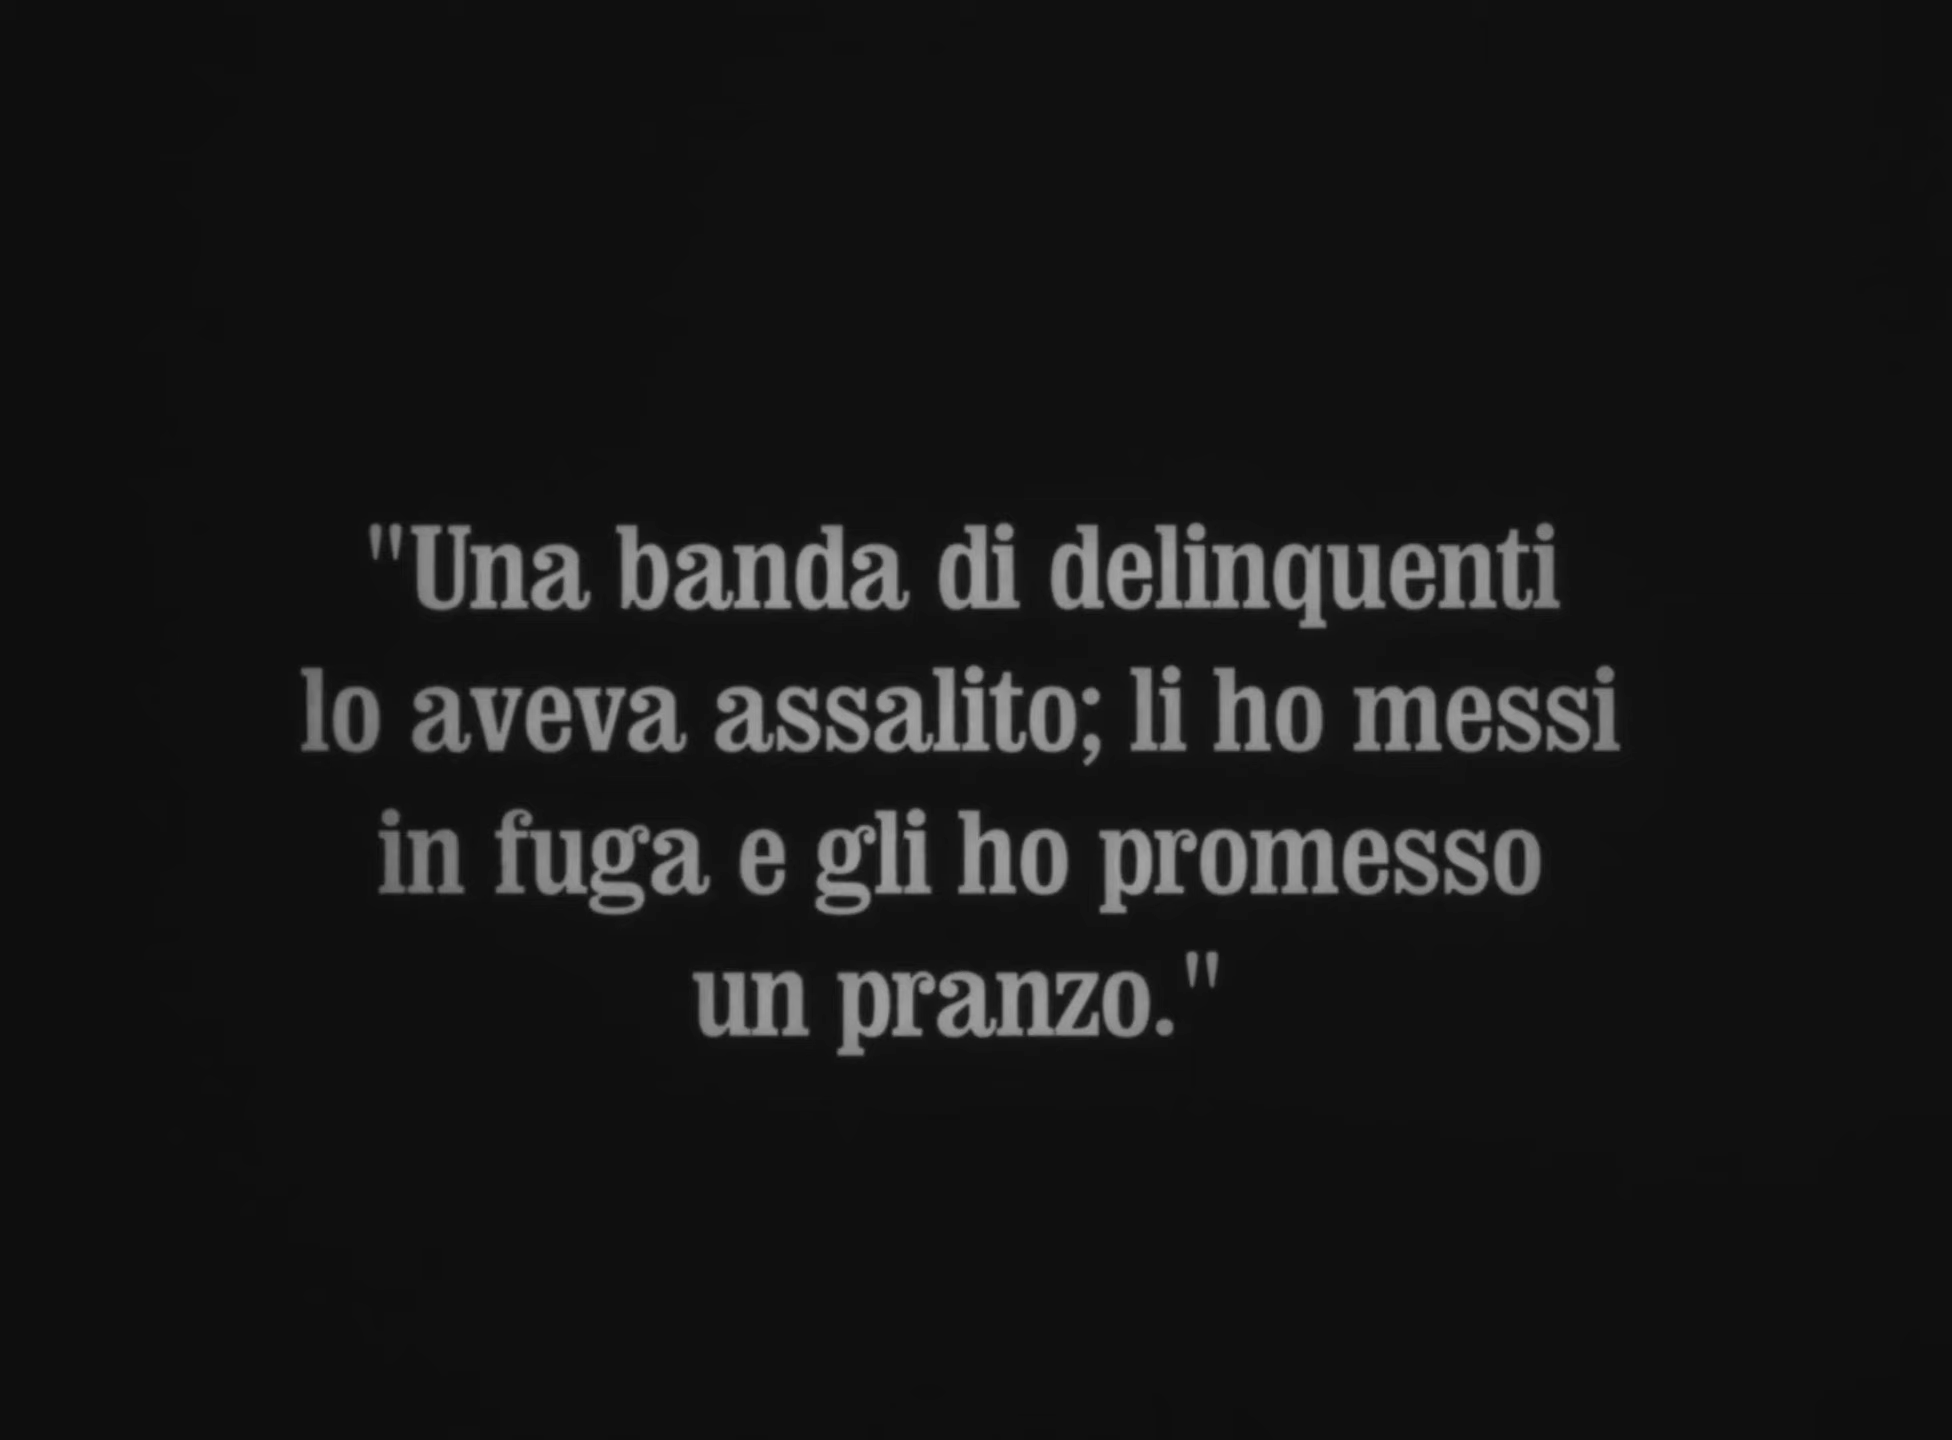 "Una banda di delinquenti
lo aveva assalito; li ho messi
in fuga e gli ho promesso
un pranzo."